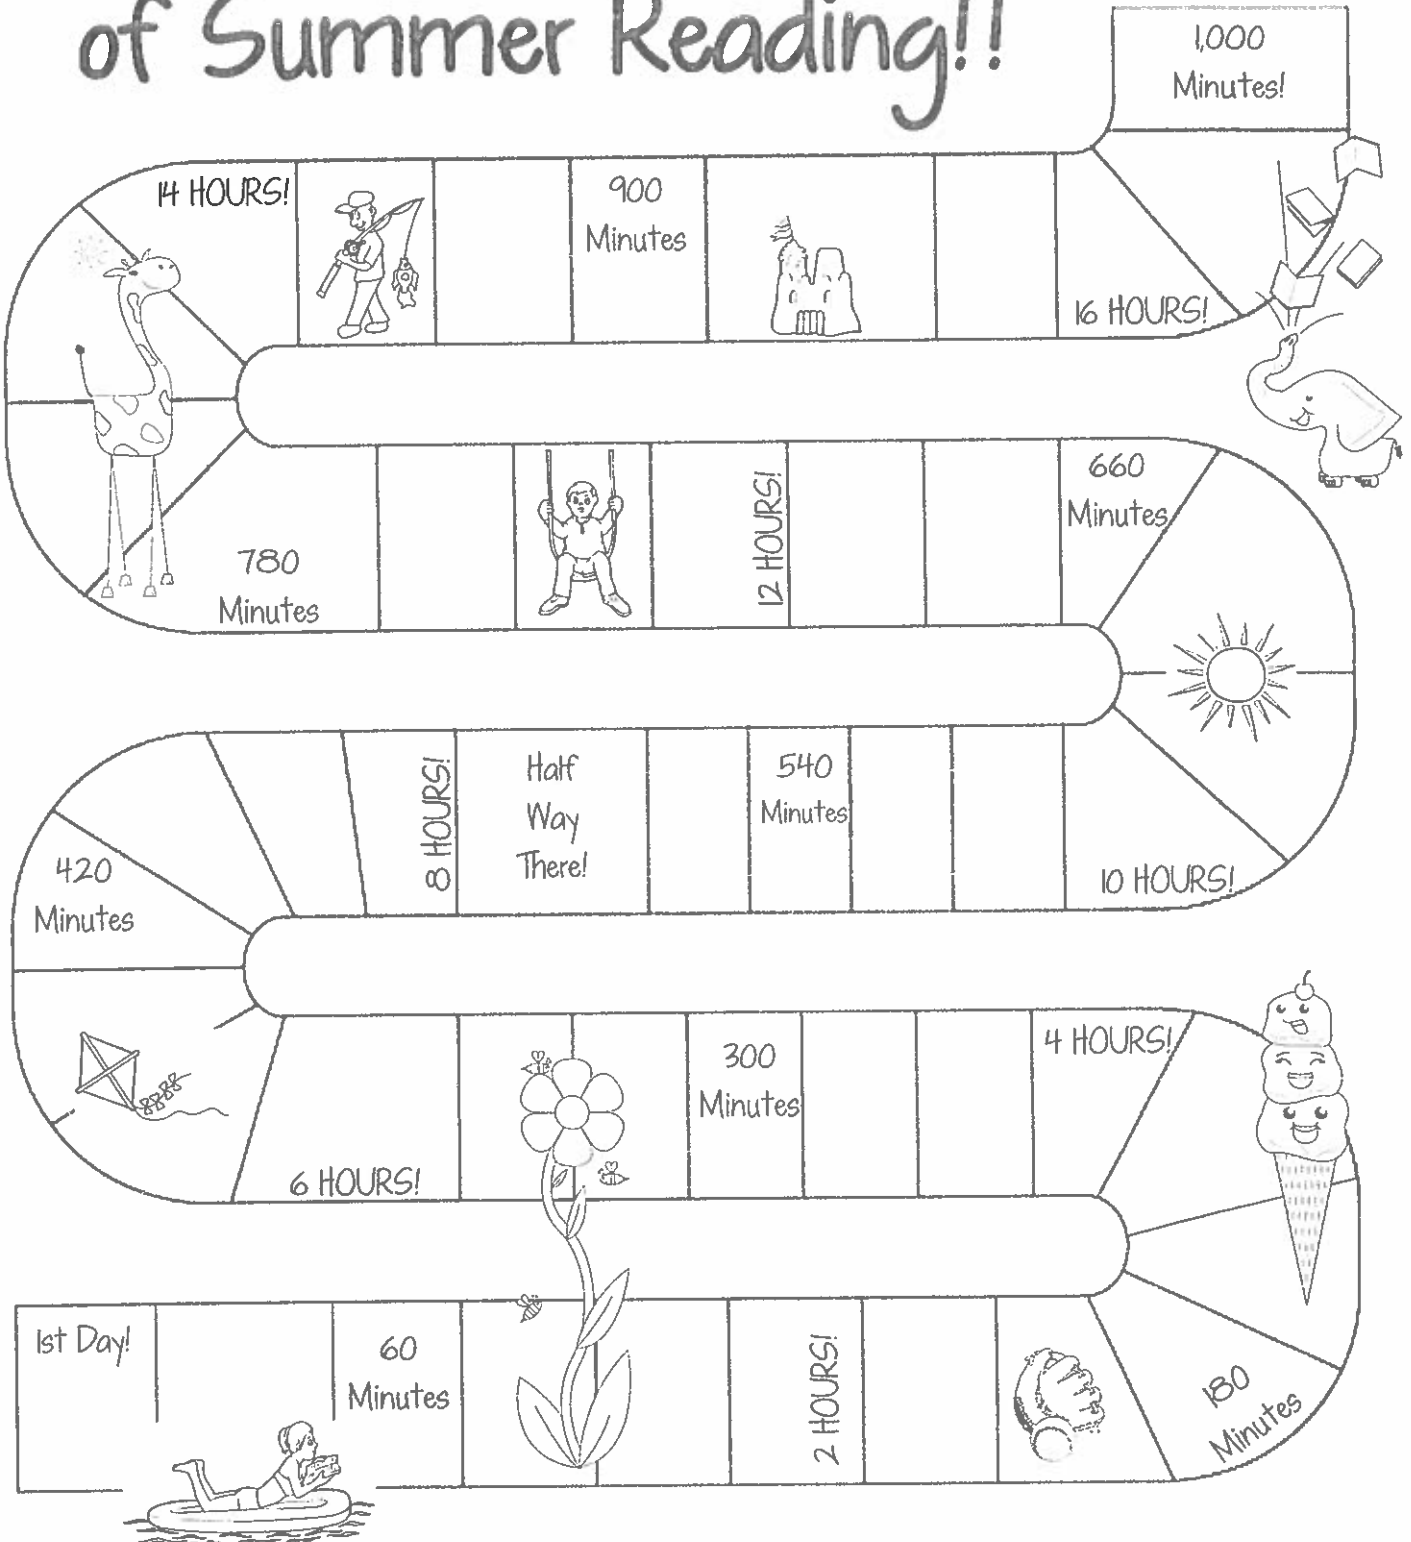 of Summer Reading!!
1,000
Minutes!
14 HOURS!
900
Minutes
16 HOURS!
780
Minutes
12 HOURS!
660
Minutes
8 HOURS!
Half
Way
There!
540
Minutes
10 HOURS!
420
Minutes
6 HOURS!
300
Minutes
4 HOURS!
1st Day!
60
Minutes
2 HOURS!
180
Minutes